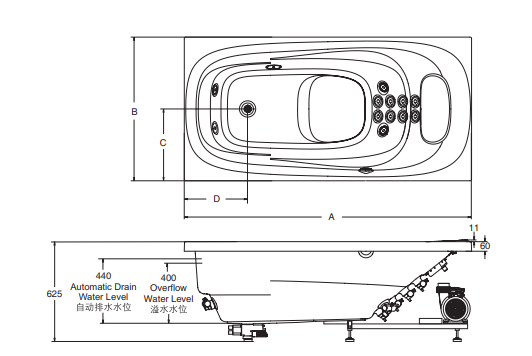 B
C
D
A
11
60
440
Automatic Drain
Water Level
自动排水水位
400
Overflow
Water Level
溢水水位
625